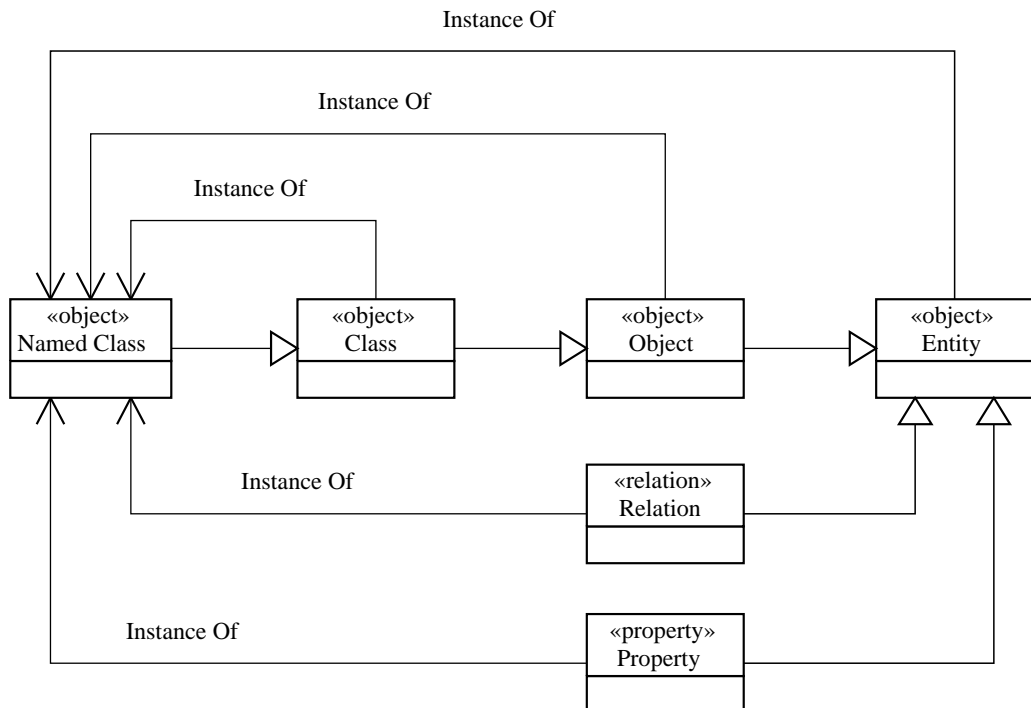 Instance Of
Instance Of
Instance Of
«object»
Named Class
«object»
Class
«object»
Object
«object»
Entity
Instance Of
«relation»
Relation
Instance Of
«property»
Property